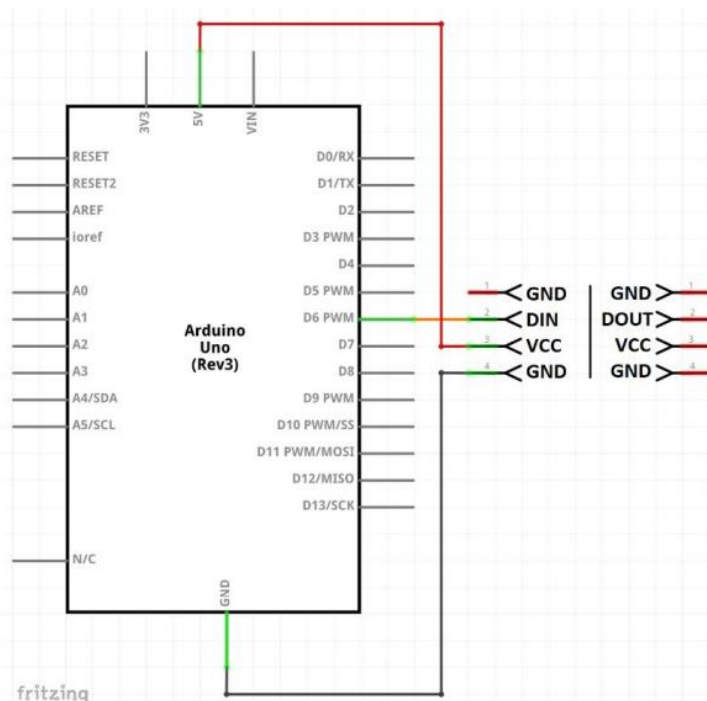 3V3
5V
VIN
RESET
RESET2
AREF
ioref
A0
A1
A2
A3
A4/SDA
A5/SCL
N/C
Arduino
Uno
(Rev3)
D0/RX
D1/TX
D2
D3 PWM
D4
D5 PWM
D6 PWM
D7
D8
D9 PWM
D10 PWM/SS
D11 PWM/MOSI
D12/MISO
D13/SCK
GND
1 GND GND 1
2 DIN DOUT 2
3 VCC VCC 3
4 GND GND 4
fritzing